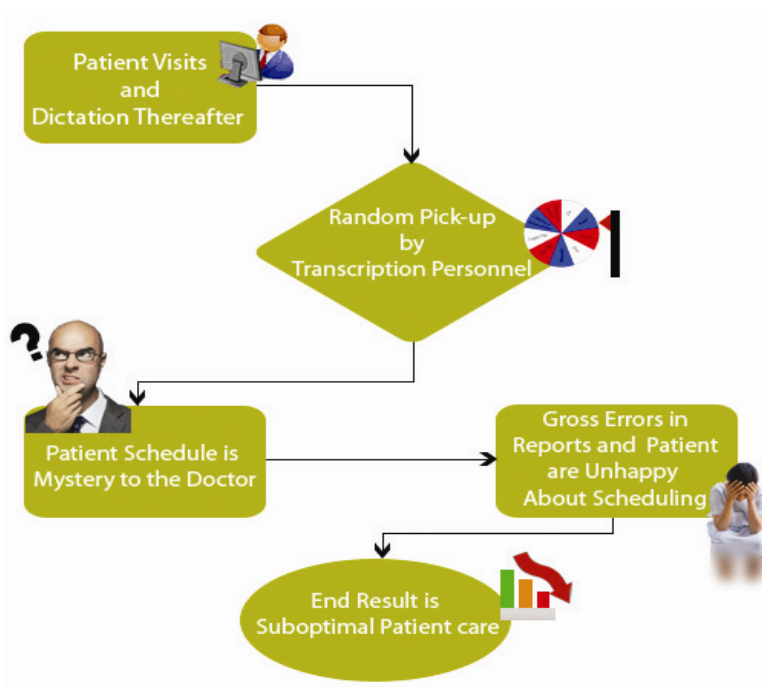 Patient Visits
and
Dictation Thereafter
Random Pick-up
by
Transcription Personnel
Patient Schedule is
Mystery to the Doctor
Gross Errors in
Reports and Patient
are Unhappy
About Scheduling
End Result is
Suboptimal Patient care